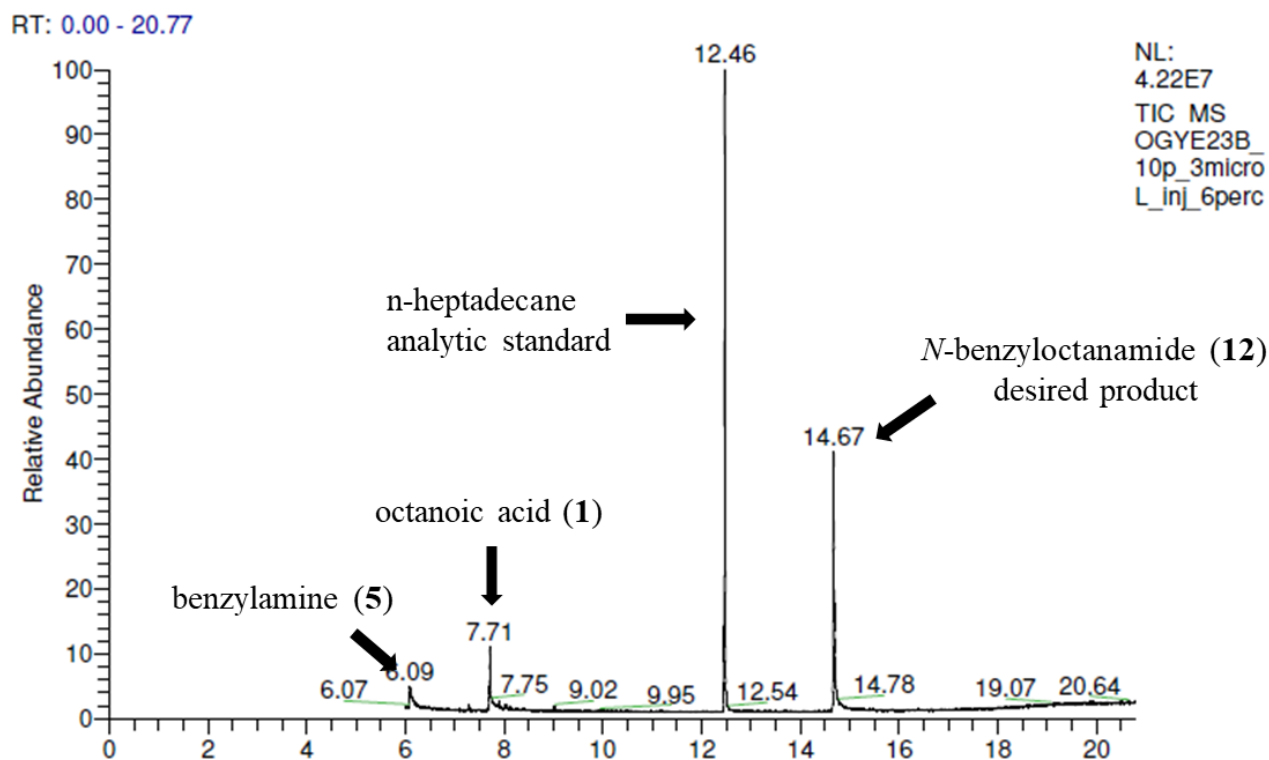 RT: 0.00 - 20.77
12.46
NL:
4.22E7
TIC MS
OGYE23B_
10p_3micro
L_inj_6perc
100
90
80
70
60
50
40
30
20
10
0
Relative Abundance
n-heptadecane
analytic standard
N-benzyloctanamide (12)
desired product
14.67
octanoic acid (1)
benzylamine (5)
7.71
6.09
6.07
7.75
9.02
9.95
12.54
14.78
19.07
20.64
0 2 4 6 8 10 12 14 16 18 20